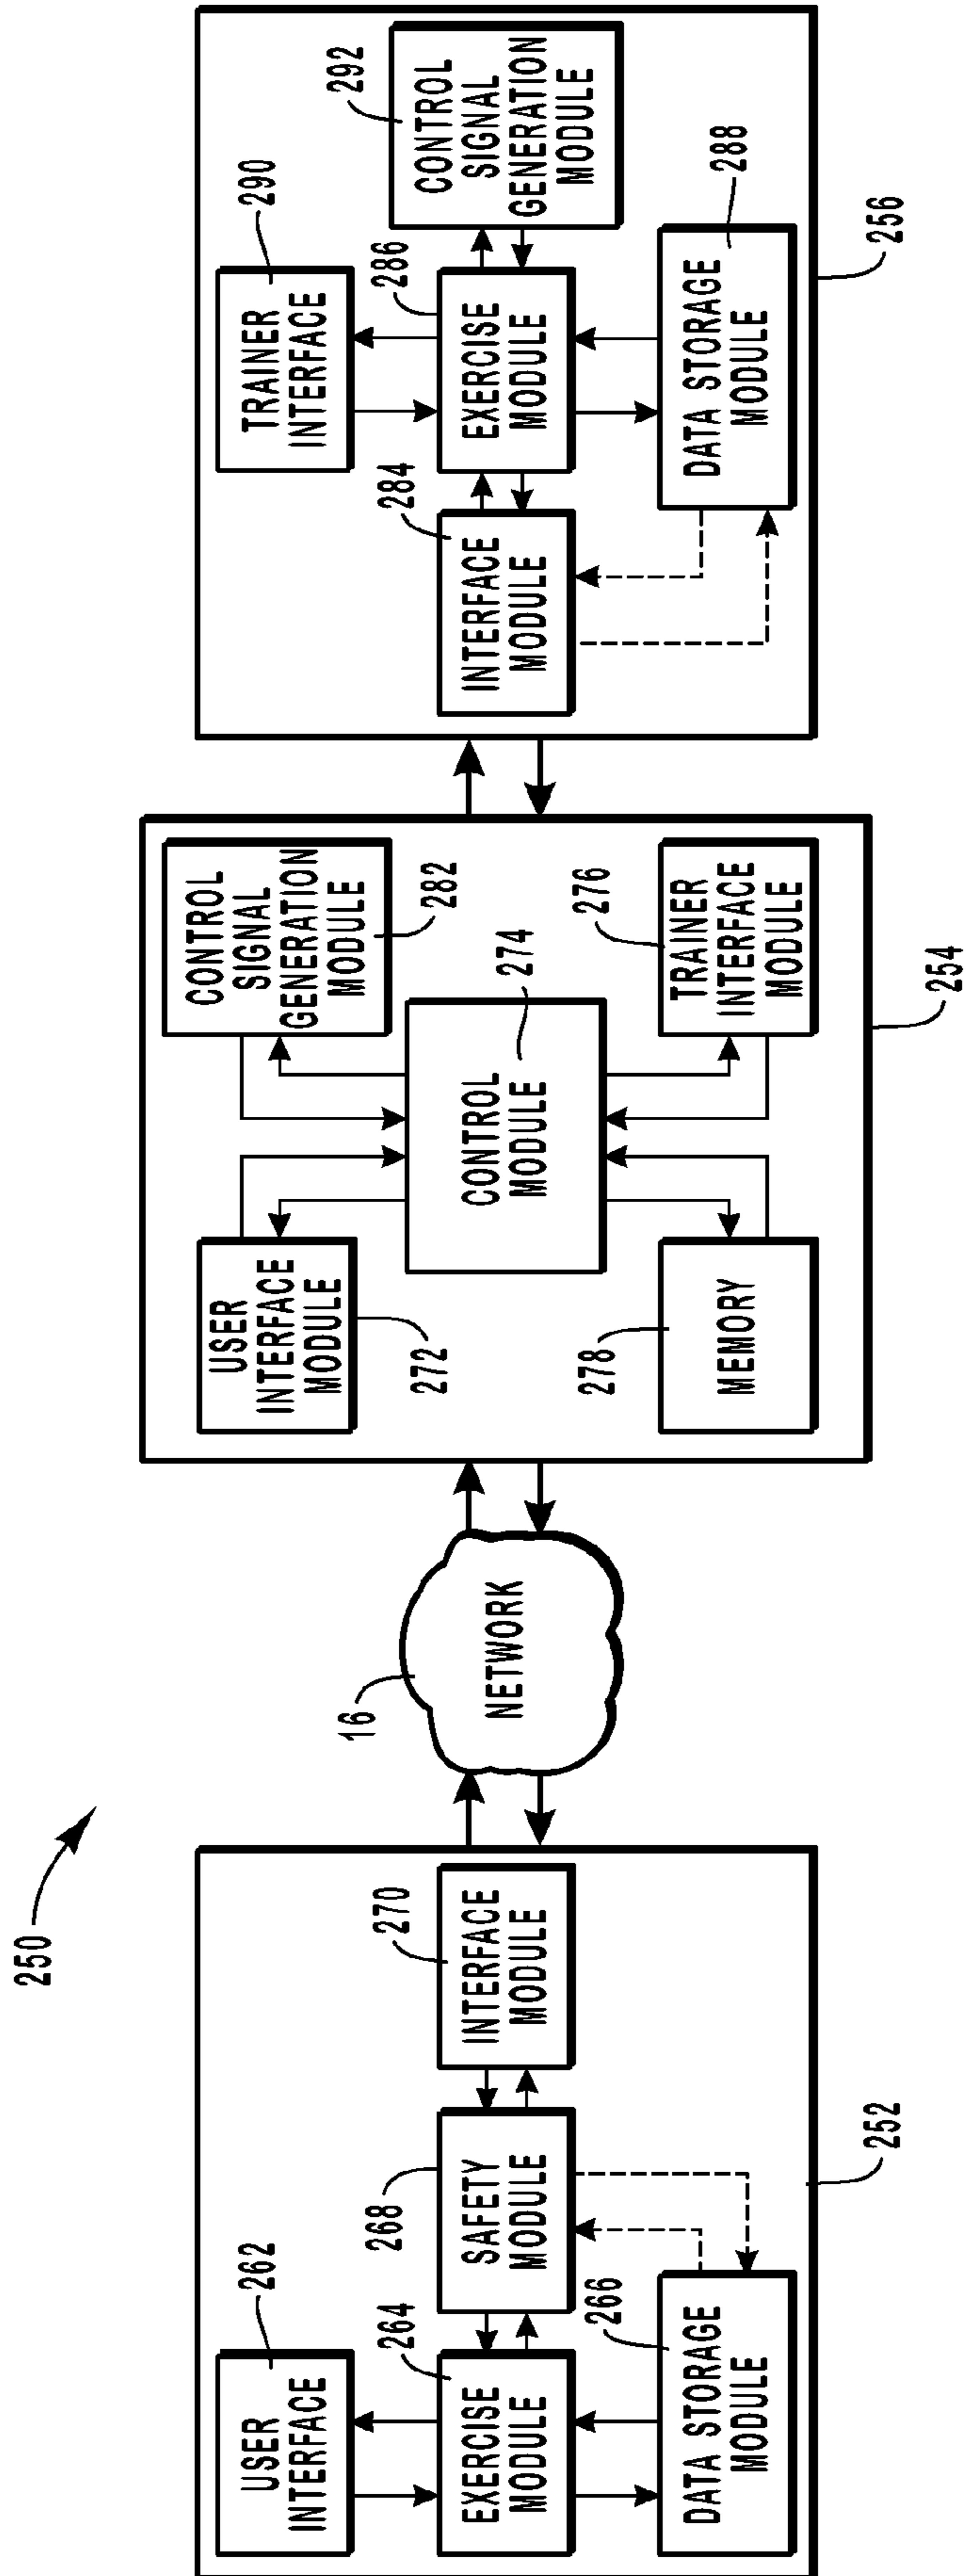 250
USER
INTERFACE
262
EXERCISE
MODULE
264
DATA STORAGE
MODULE
266
SAFETY
MODULE
268
INTERFACE
MODULE
270
252
NETWORK
16
USER
INTERFACE
MODULE
272
CONTROL
MODULE
274
MEMORY
278
CONTROL
SIGNAL
GENERATION
MODULE
282
TRAINER
INTERFACE
MODULE
276
254
INTERFACE
MODULE
284
EXERCISE
MODULE
286
TRAINER
INTERFACE
290
DATA STORAGE
MODULE
288
CONTROL
SIGNAL
GENERATION
MODULE
292
256